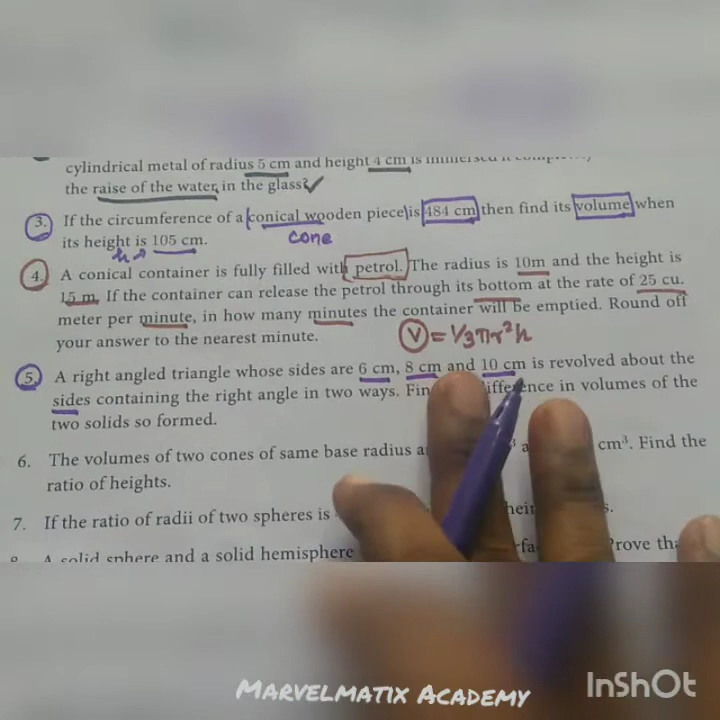 cylindrical metal of radius 5 cm and height 4 cm is immersed it
the raise of the water in the glass?
3. If the circumference of a conical wooden piece is 484 cm then find its volume when
its height is 105 cm.
h cone
4. A conical container is fully filled with petrol. The radius is 10m and the height is
15 m. If the container can release the petrol through its bottom at the rate of 25 cu.
meter per minute, in how many minutes the container will be emptied. Round off
your answer to the nearest minute.
V = 1/3 πr²h
5. A right angled triangle whose sides are 6 cm, 8 cm and 10 cm is revolved about the
sides containing the right angle in two ways. difference in volumes of the
two solids so formed.
6. The volumes of two cones of same base radius cm³. Find the
ratio of heights.
7. If the ratio of radii of two spheres is
A solid sphere and a solid hemisphere
MARVELMATIX ACADEMY
InShOt